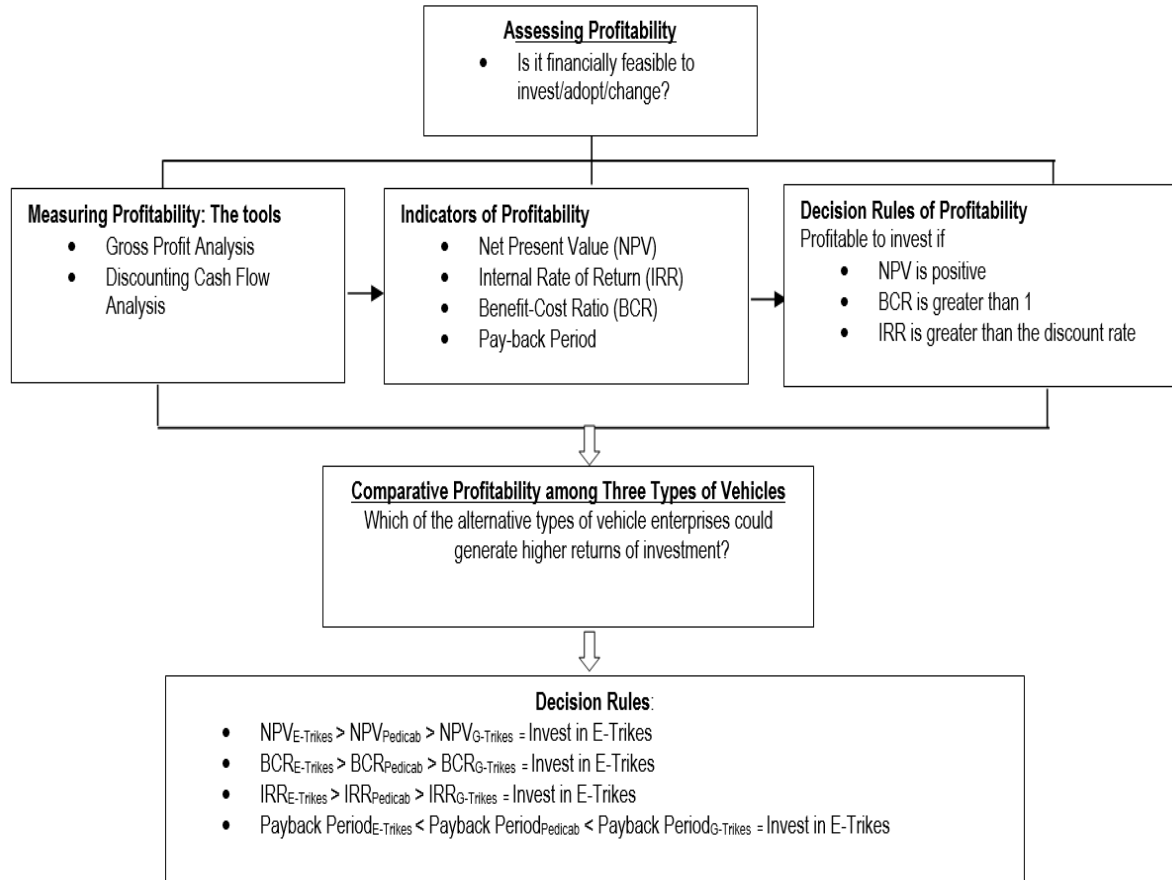 Assessing Profitability
• Is it financially feasible to
invest/adopt/change?
Measuring Profitability: The tools
• Gross Profit Analysis
• Discounting Cash Flow
Analysis
Indicators of Profitability
• Net Present Value (NPV)
• Internal Rate of Return (IRR)
• Benefit-Cost Ratio (BCR)
• Pay-back Period
Decision Rules of Profitability
Profitable to invest if
• NPV is positive
• BCR is greater than 1
• IRR is greater than the discount rate
Comparative Profitability among Three Types of Vehicles
Which of the alternative types of vehicle enterprises could
generate higher returns of investment?
Decision Rules:
• NPVE-Trikes > NPVPedicab > NPVG-Trikes = Invest in E-Trikes
• BCRE-Trikes > BCRPedicab > BCRG-Trikes = Invest in E-Trikes
• IRRE-Trikes > IRRPedicab > IRRG-Trikes = Invest in E-Trikes
• Payback PeriodE-Trikes < Payback PeriodPedicab < Payback PeriodG-Trikes = Invest in E-Trikes